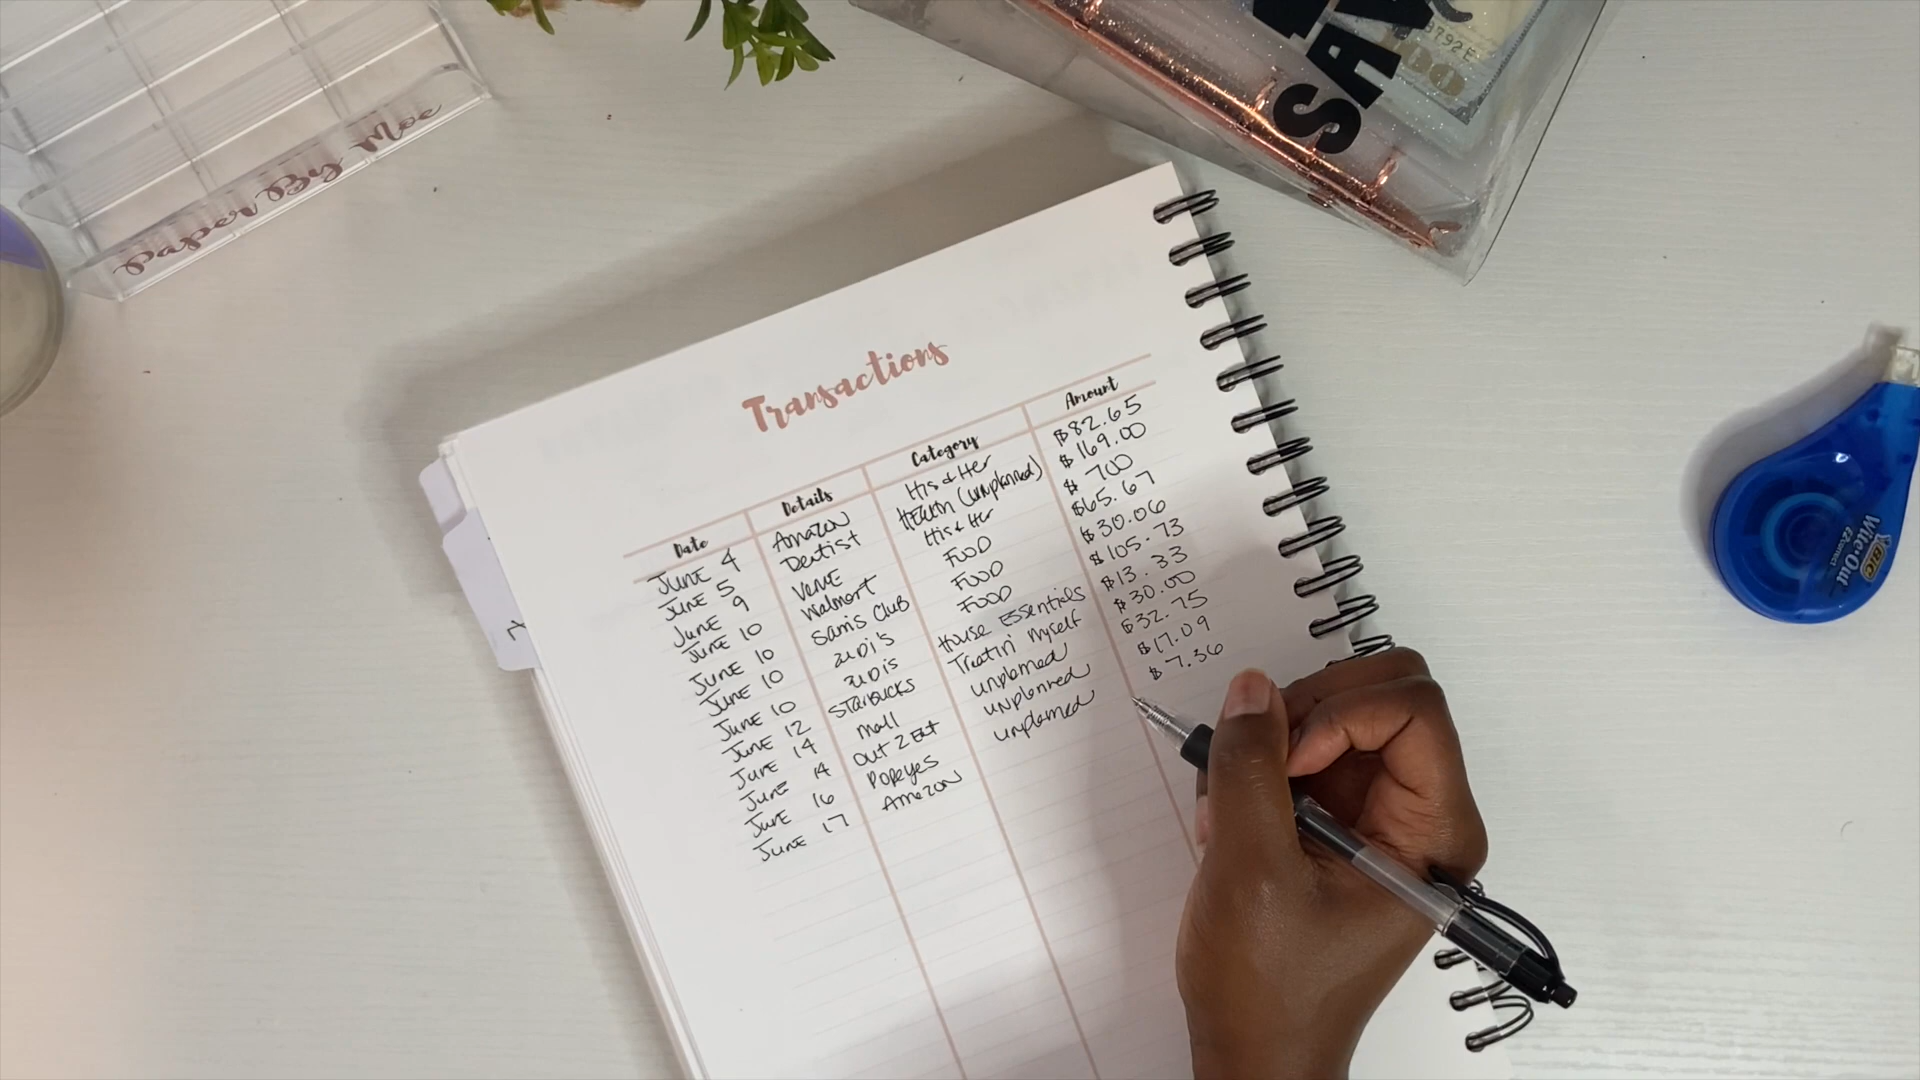 Paper By Moe
SAV
Transactions
Date Details Category Amount
June 4 Amazon His & Her $82.65
June 5 Dentist Health (unplanned) $169.00
June 9 Venue His & Her $700
June 10 Walmart Food $65.67
June 10 Sam's Club Food $30.06
June 10 aldi's Food $105.73
June 10 aldis House Essentials $13.33
June 12 Starbucks Treatin' Myself $30.00
June 14 mall unplanned $32.75
June 14 Out 2 Eat unplanned $17.09
June 16 Popeyes unplanned $7.36
June 17 Amazon
BIC
Wite-Out